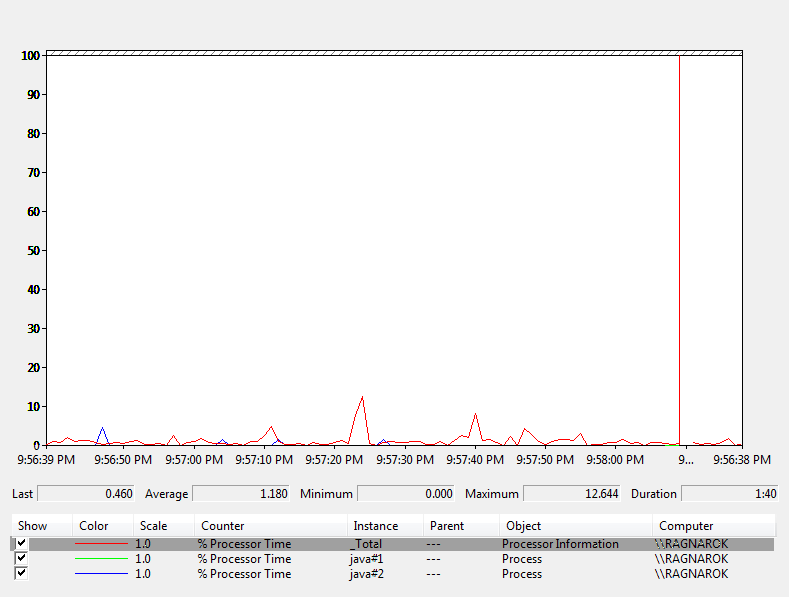 100
90
80
70
60
50
40
30
20
10
0
9:56:39 PM 9:56:50 PM 9:57:00 PM 9:57:10 PM 9:57:20 PM 9:57:30 PM 9:57:40 PM 9:57:50 PM 9:58:00 PM 9... 9:56:38 PM
Last 0.460 Average 1.180 Minimum 0.000 Maximum 12.644 Duration 1:40
Show Color Scale Counter Instance Parent Object Computer
1.0 % Processor Time _Total --- Processor Information \\RAGNARCK
1.0 % Processor Time java#1 --- Process \\RAGNAROK
1.0 % Processor Time java#2 --- Process \\RAGNAROK